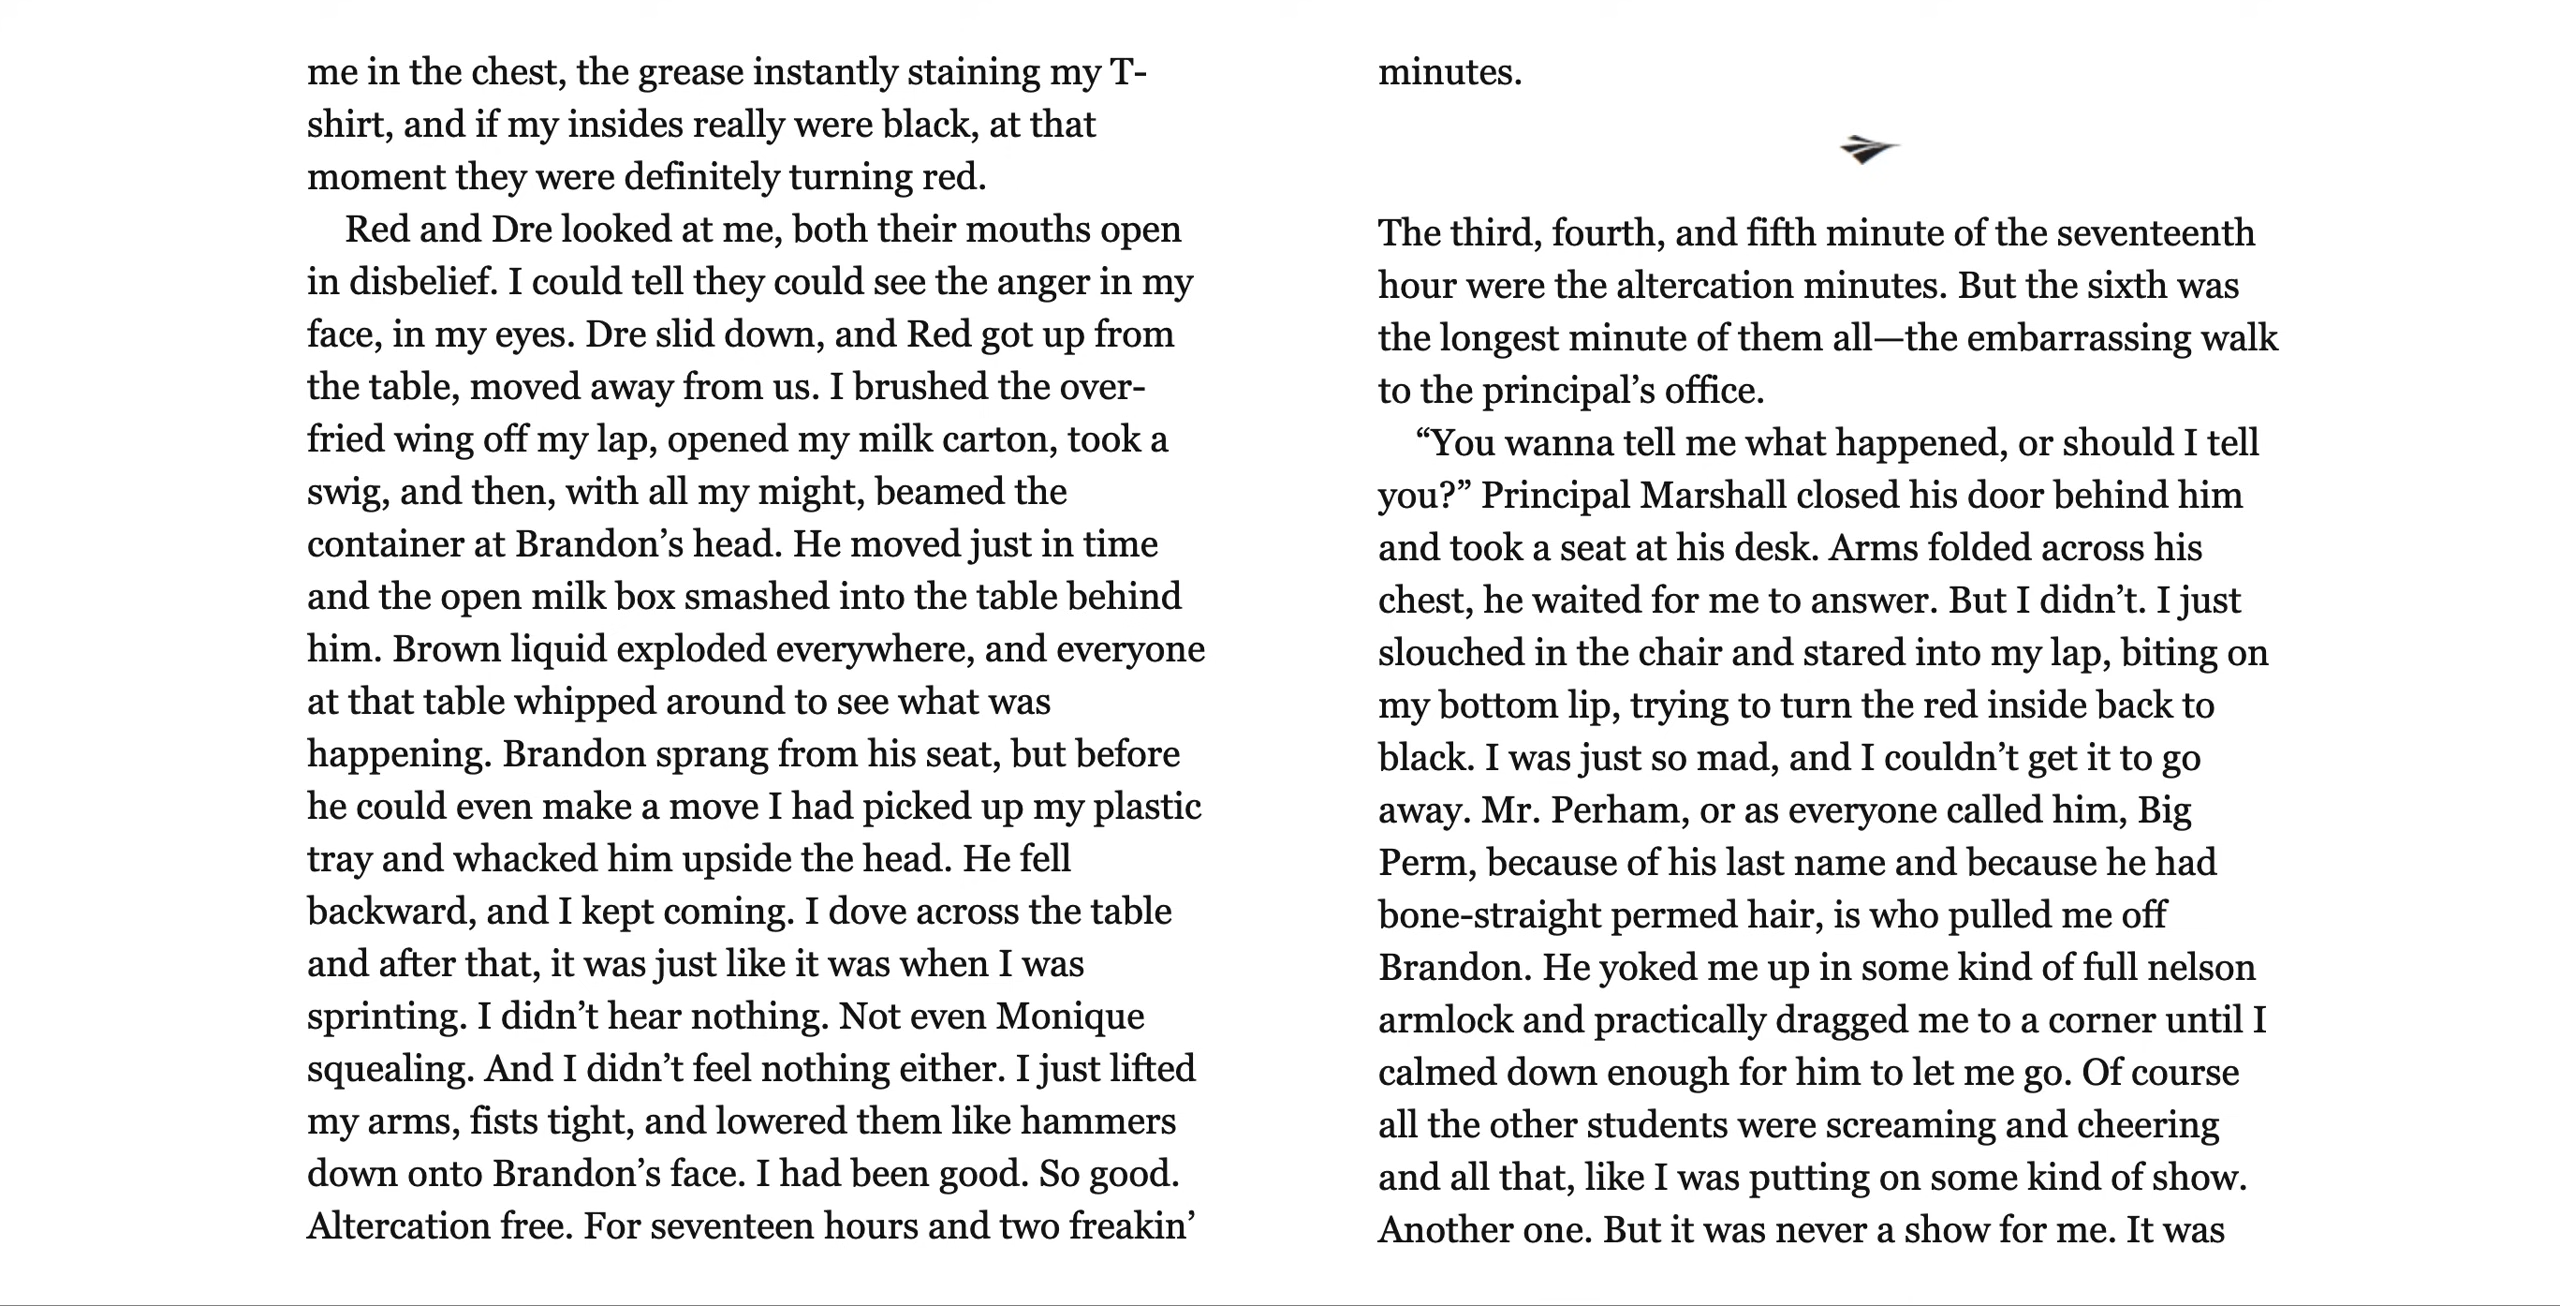 me in the chest, the grease instantly staining my T-
shirt, and if my insides really were black, at that
moment they were definitely turning red.
Red and Dre looked at me, both their mouths open
in disbelief. I could tell they could see the anger in my
face, in my eyes. Dre slid down, and Red got up from
the table, moved away from us. I brushed the over-
fried wing off my lap, opened my milk carton, took a
swig, and then, with all my might, beamed the
container at Brandon’s head. He moved just in time
and the open milk box smashed into the table behind
him. Brown liquid exploded everywhere, and everyone
at that table whipped around to see what was
happening. Brandon sprang from his seat, but before
he could even make a move I had picked up my plastic
tray and whacked him upside the head. He fell
backward, and I kept coming. I dove across the table
and after that, it was just like it was when I was
sprinting. I didn’t hear nothing. Not even Monique
squealing. And I didn’t feel nothing either. I just lifted
my arms, fists tight, and lowered them like hammers
down onto Brandon’s face. I had been good. So good.
Altercation free. For seventeen hours and two freakin’
minutes.
The third, fourth, and fifth minute of the seventeenth
hour were the altercation minutes. But the sixth was
the longest minute of them all—the embarrassing walk
to the principal’s office.
“You wanna tell me what happened, or should I tell
you?” Principal Marshall closed his door behind him
and took a seat at his desk. Arms folded across his
chest, he waited for me to answer. But I didn’t. I just
slouched in the chair and stared into my lap, biting on
my bottom lip, trying to turn the red inside back to
black. I was just so mad, and I couldn’t get it to go
away. Mr. Perham, or as everyone called him, Big
Perm, because of his last name and because he had
bone-straight permed hair, is who pulled me off
Brandon. He yoked me up in some kind of full nelson
armlock and practically dragged me to a corner until I
calmed down enough for him to let me go. Of course
all the other students were screaming and cheering
and all that, like I was putting on some kind of show.
Another one. But it was never a show for me. It was